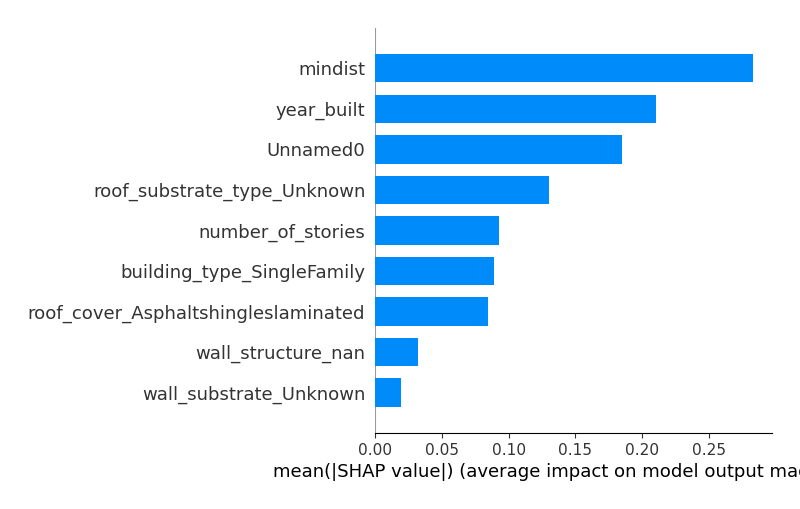 mindist
year_built
Unnamed0
roof_substrate_type_Unknown
number_of_stories
building_type_SingleFamily
roof_cover_Asphaltshingleslaminated
wall_structure_nan
wall_substrate_Unknown
0.00 0.05 0.10 0.15 0.20 0.25
mean(|SHAP value|) (average impact on model output